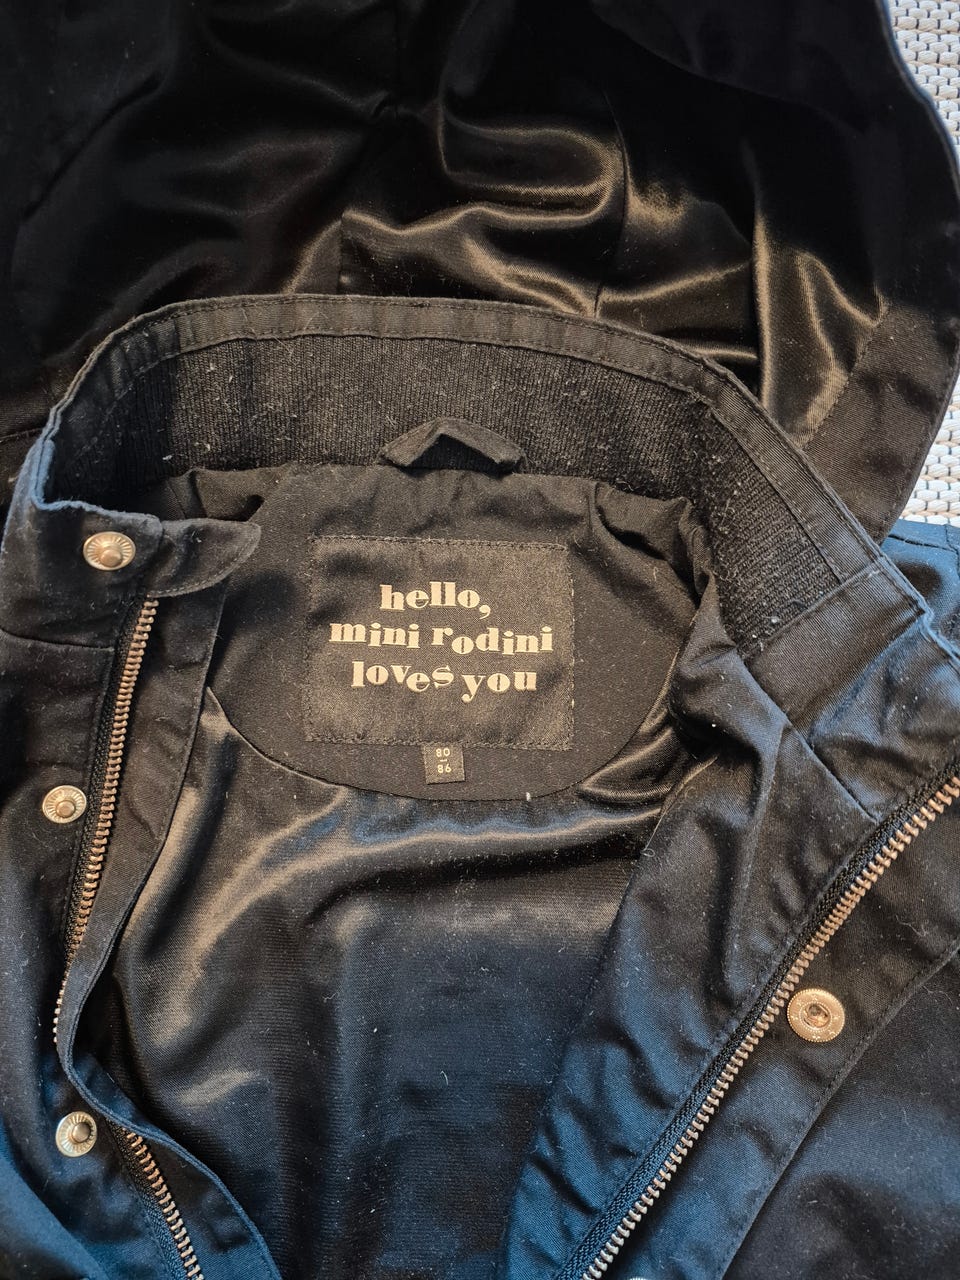 hello,
mini rodini
loves you
80
-
86